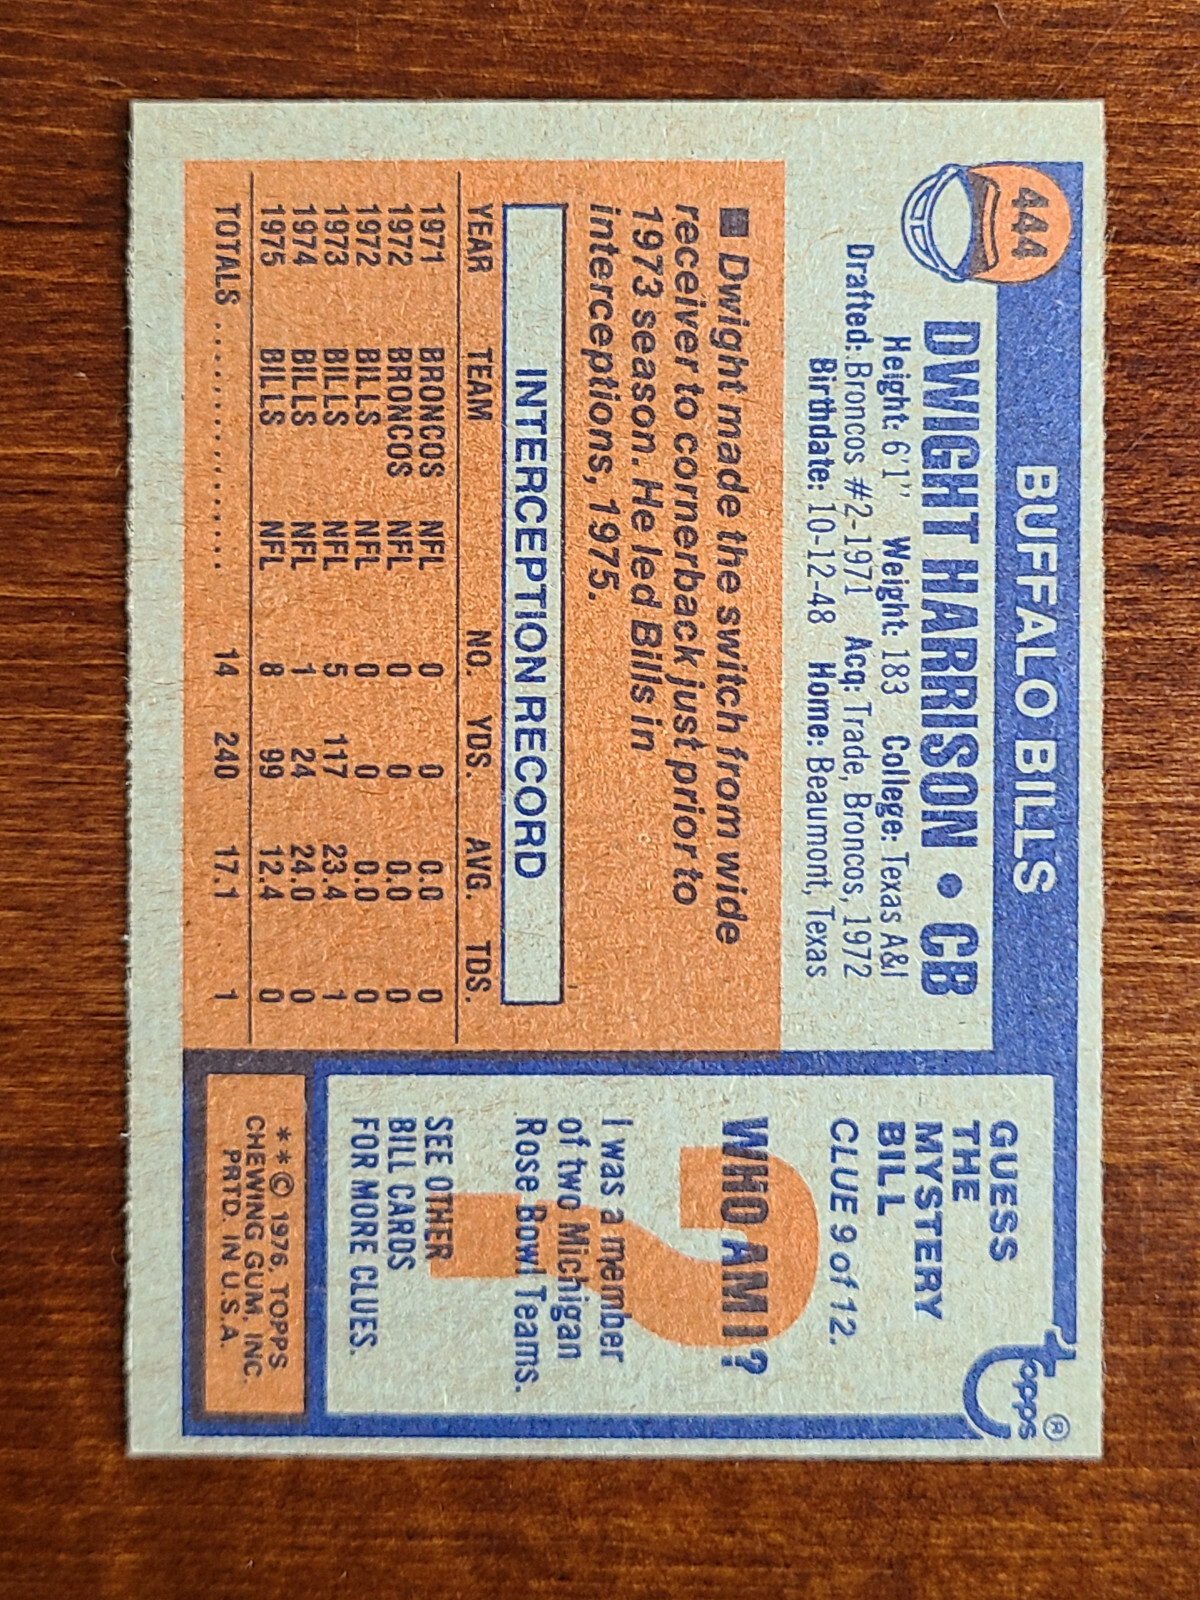 444
BUFFALO BILLS
DWIGHT HARRISON • CB
Height: 6'1" Weight: 183 College: Texas A&I
Drafted: Broncos #2-1971 Acq: Trade, Broncos, 1972
Birthdate: 10-12-48 Home: Beaumont, Texas
■ Dwight made the switch from wide
receiver to cornerback just prior to
1973 season. He led Bills in
interceptions, 1975.
INTERCEPTION RECORD
YEAR TEAM NO. YDS. AVG. TDS.
1971 BRONCOS NFL 0 0 0.0 0
1972 BRONCOS NFL 0 0 0.0 0
1972 BILLS NFL 0 0 0.0 0
1973 BILLS NFL 5 117 23.4 1
1974 BILLS NFL 1 24 24.0 0
1975 BILLS NFL 8 99 12.4 0
TOTALS .................. 14 240 17.1 1
topps®
GUESS
THE
MYSTERY
BILL
CLUE 9 of 12.
WHO AM I?
I was a member
of two Michigan
Rose Bowl Teams.
SEE OTHER
BILL CARDS
FOR MORE CLUES.
**© 1976, TOPPS
CHEWING GUM, INC.
PRTD. IN U.S.A.